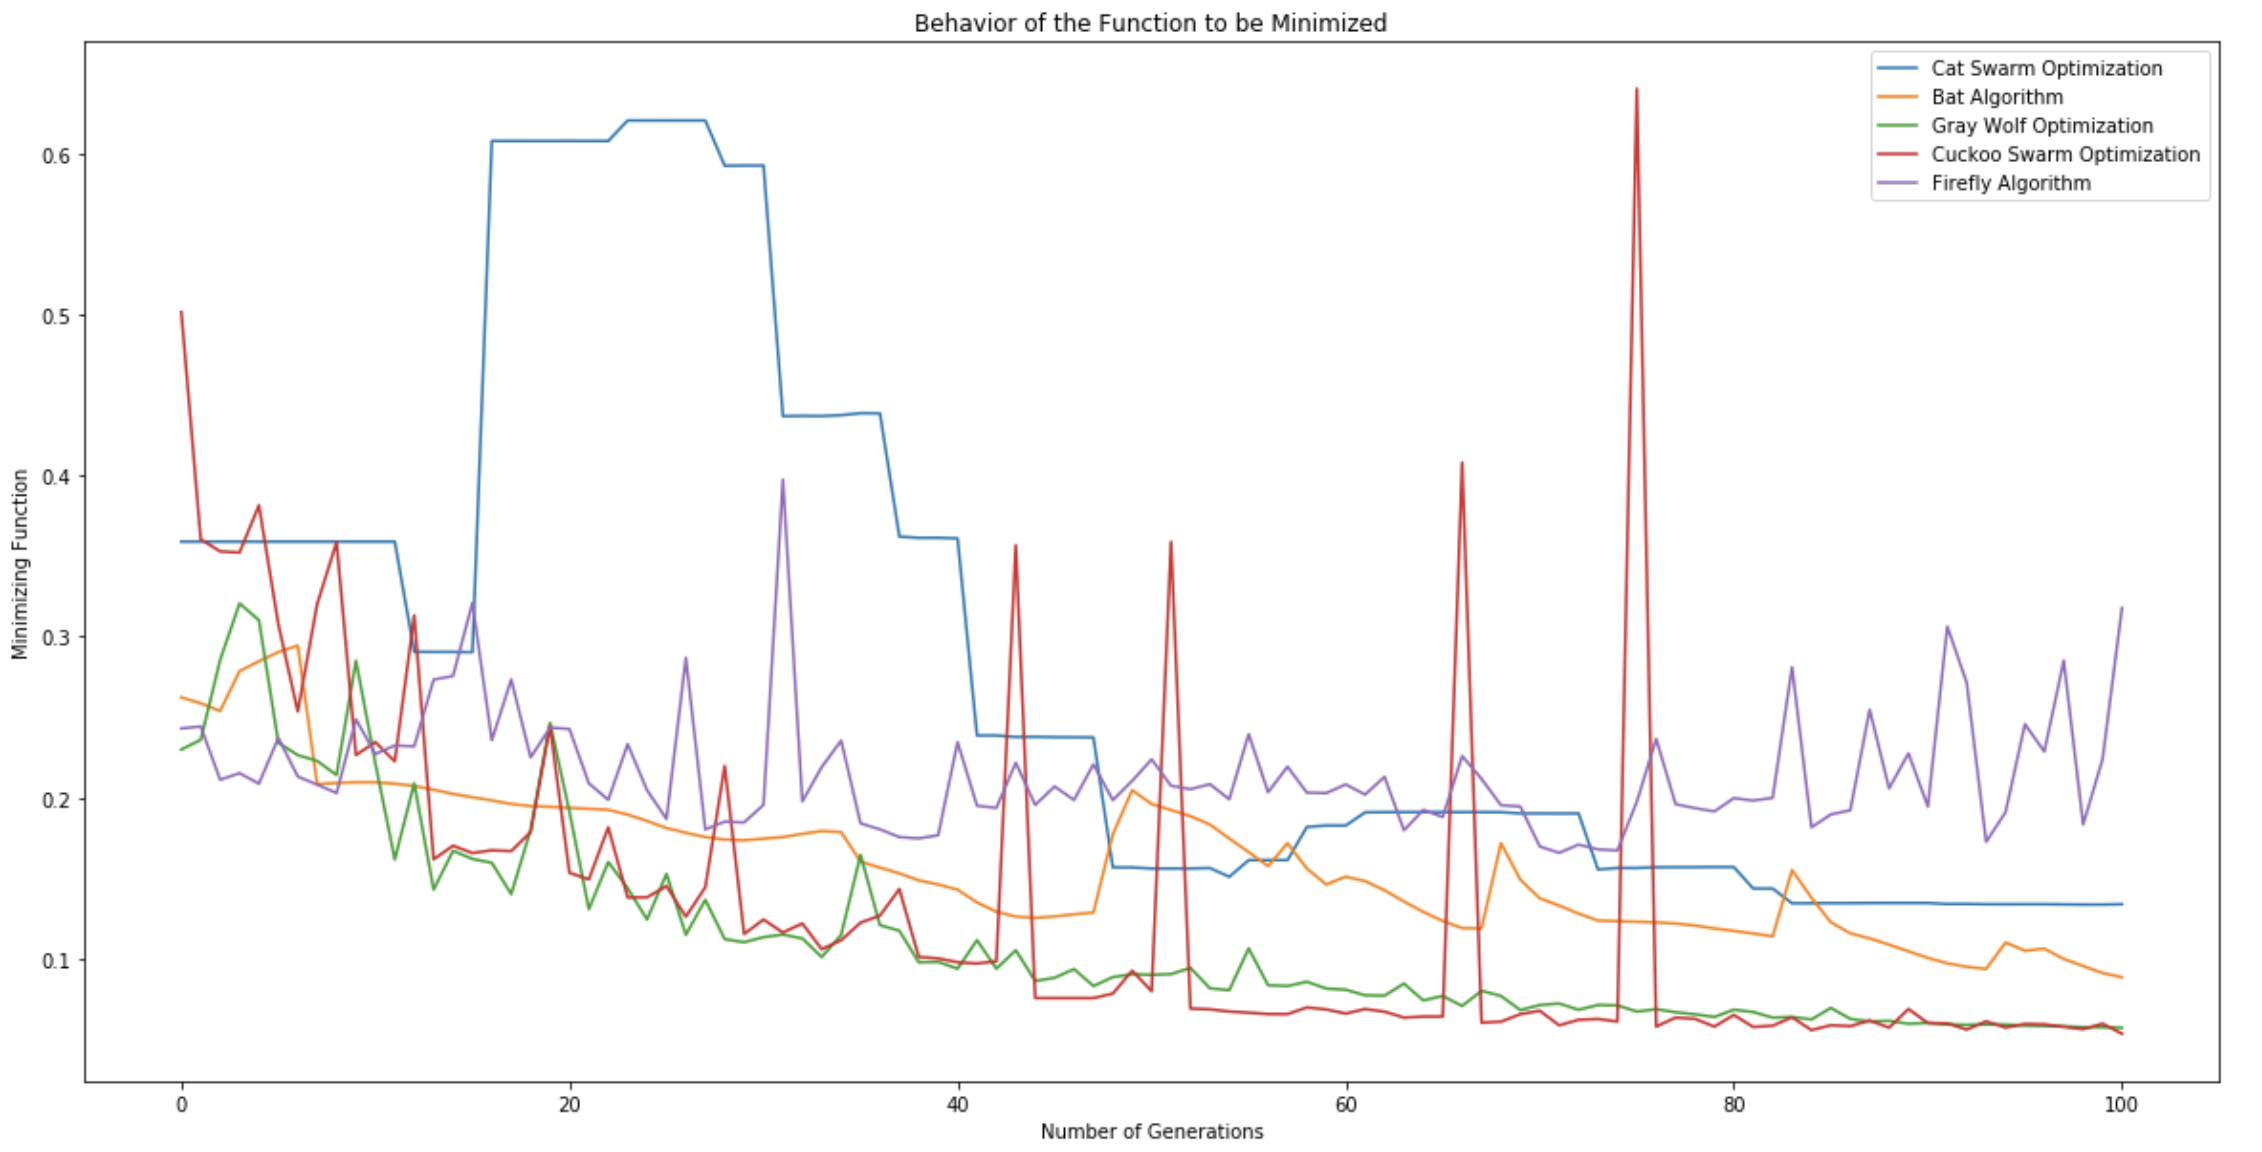 Behavior of the Function to be Minimized
Cat Swarm Optimization
Bat Algorithm
Gray Wolf Optimization
Cuckoo Swarm Optimization
Firefly Algorithm
Minimizing Function
0.6
0.5
0.4
0.3
0.2
0.1
0 20 40 60 80 100
Number of Generations